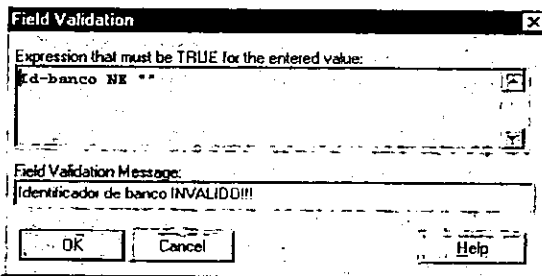 Field Validation
Expression that must be TRUE for the entered value:
Id-banco NE ""
Field Validation Message:
Identificador de banco INVALIDO!!!
OK Cancel Help